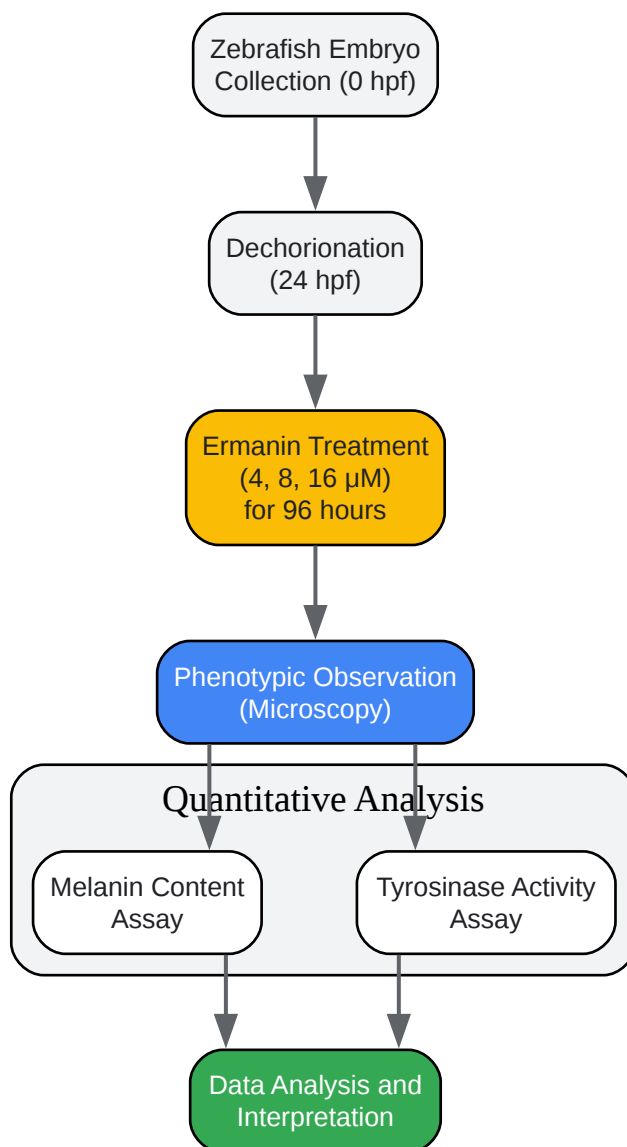 Zebrafish Embryo
Collection (0 hpf)
Dechorionation
(24 hpf)
Ermanin Treatment
(4, 8, 16 μM)
for 96 hours
Phenotypic Observation
(Microscopy)
Quantitative Analysis
Melanin Content
Assay
Tyrosinase Activity
Assay
Data Analysis and
Interpretation